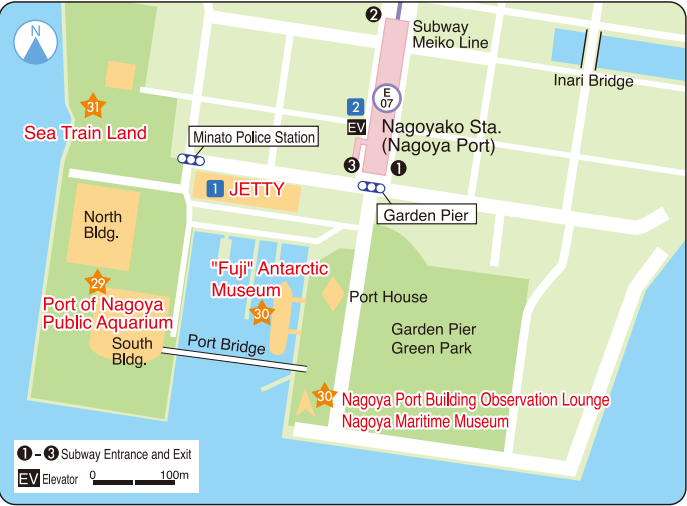 N
2
Subway
Meiko Line
Inari Bridge
31
Sea Train Land
2
E
07
EV
Nagoyako Sta.
(Nagoya Port)
Minato Police Station
3
1
1
JETTY
Garden Pier
North
Bldg.
29
Port of Nagoya
Public Aquarium
South
Bldg.
"Fuji" Antarctic
Museum
30
Port House
Garden Pier
Green Park
Port Bridge
30
Nagoya Port Building Observation Lounge
Nagoya Maritime Museum
1 - 3 Subway Entrance and Exit
EV Elevator 0 100m